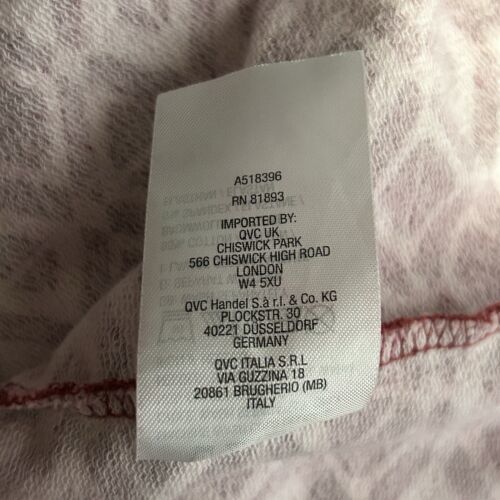 A518396
RN 81893
IMPORTED BY:
QVC UK
CHISWICK PARK
566 CHISWICK HIGH ROAD
LONDON
W4 5XU
QVC Handel S.à r.l. & Co. KG
PLOCKSTR. 30
40221 DÜSSELDORF
GERMANY
QVC ITALIA S.R.L
VIA GUZZINA 18
20861 BRUGHERIO (MB)
ITALY